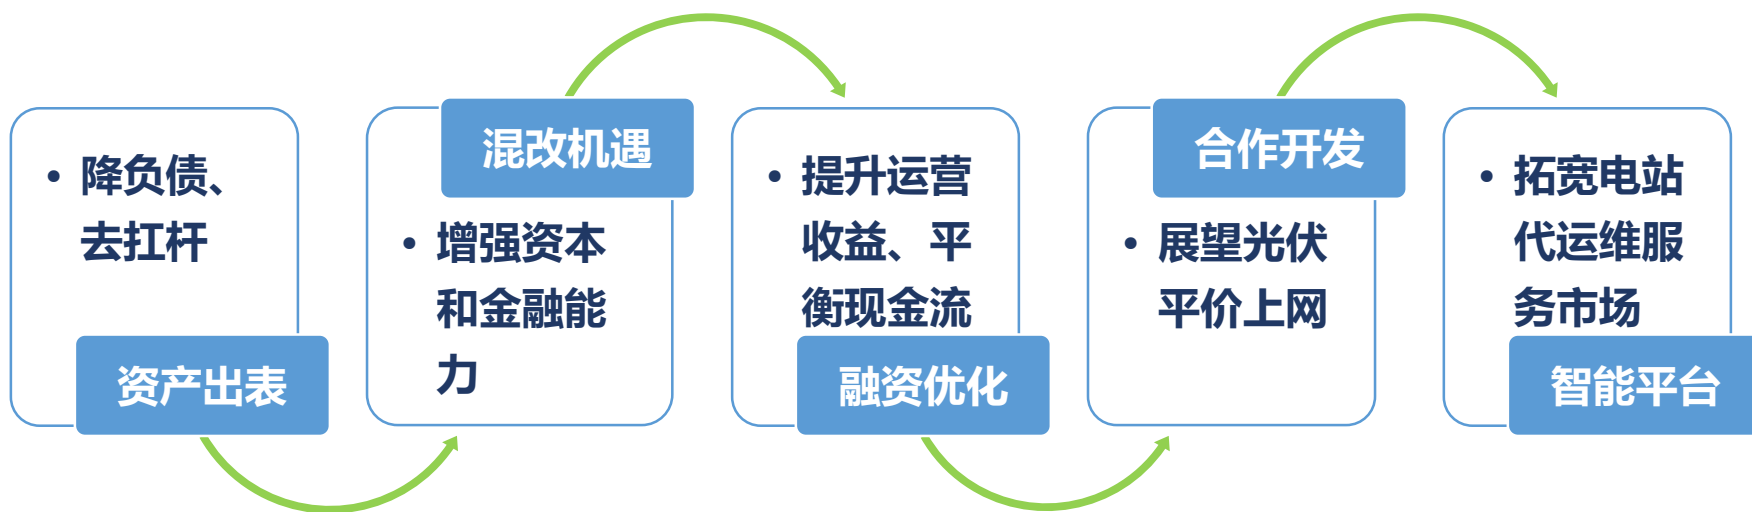 • 降负债、
去扛杆
资产出表
混改机遇
• 增强资本
和金融能
力
• 提升运营
收益、平
衡现金流
融资优化
合作开发
• 展望光伏
平价上网
• 拓宽电站
代运维服
务市场
智能平台